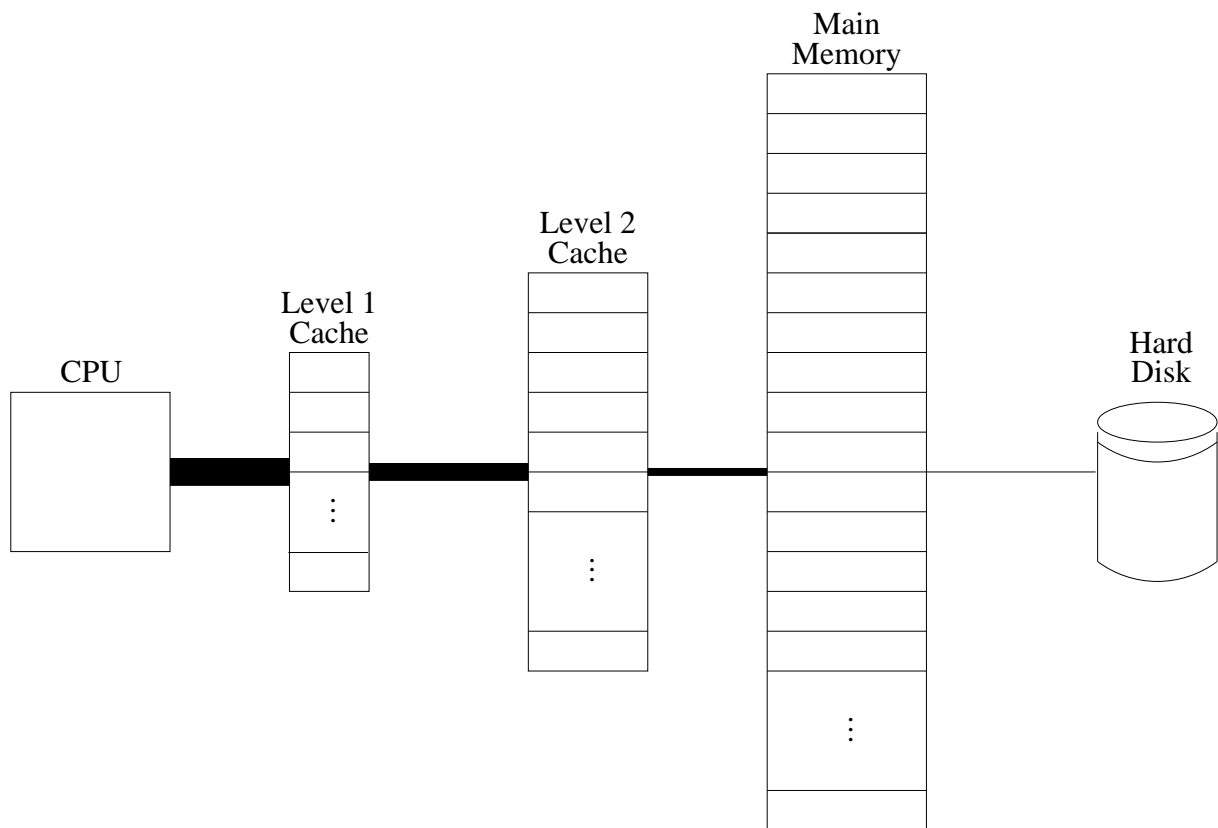 Main
Memory
Level 2
Cache
Level 1
Cache
Hard
Disk
CPU